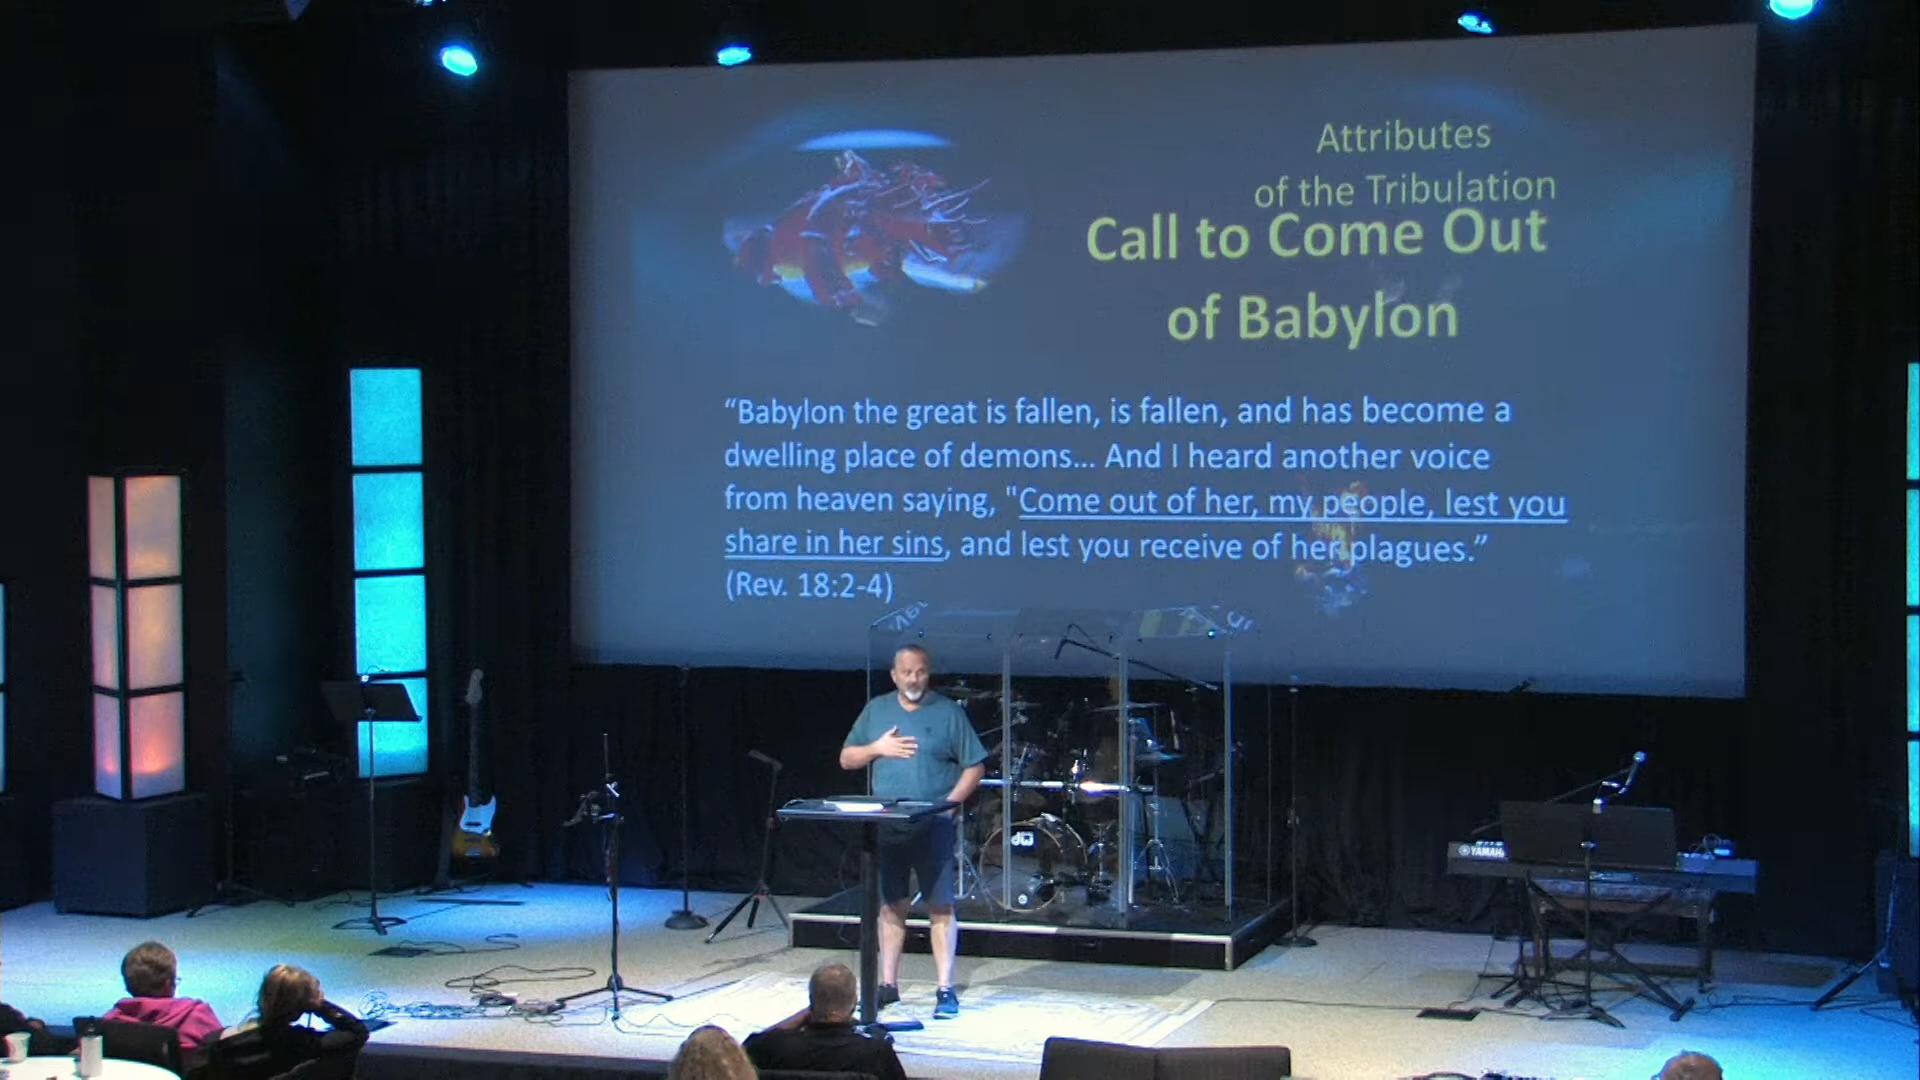 Attributes
of the Tribulation
Call to Come Out
of Babylon
“Babylon the great is fallen, is fallen, and has become a
dwelling place of demons... And I heard another voice
from heaven saying, "Come out of her, my people, lest you
share in her sins, and lest you receive of her plagues.”
(Rev. 18:2-4)
dw
YAMAHA